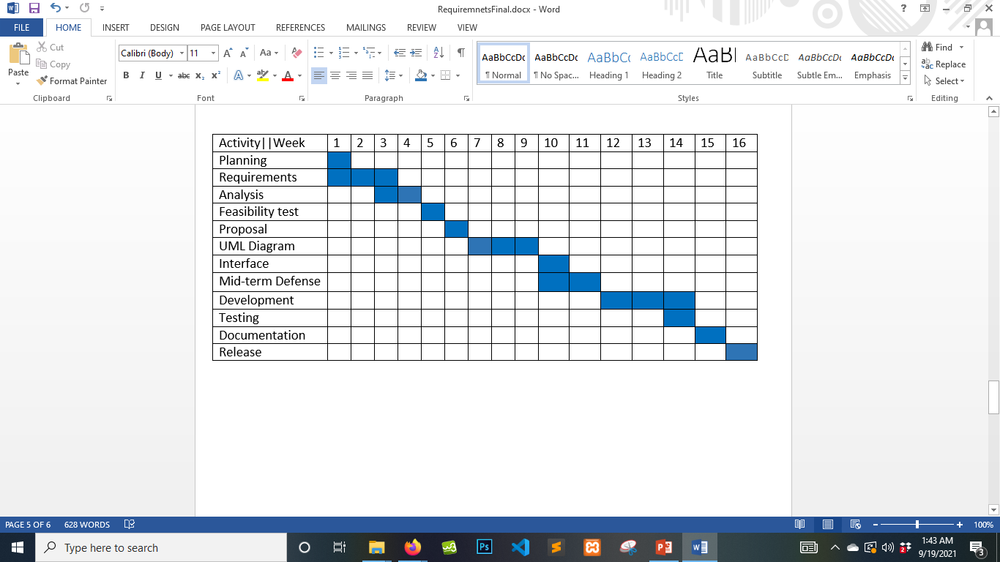 RequiremnetsFinal.docx - Word
?
FILE HOME INSERT DESIGN PAGE LAYOUT REFERENCES MAILINGS REVIEW VIEW
Paste
Cut
Copy
Format Painter
Clipboard
Calibri (Body) 11 A A Aa
B I U abc x2 x2 A ab A
Font
Paragraph
AaBbCcDc AaBbCcDc AaBbCc AaBbCcD AaBl AaBbCcD AaBbCcDc AaBbCcDc
¶ Normal ¶ No Spac... Heading 1 Heading 2 Title Subtitle Subtle Em... Emphasis
Styles
Find
Replace
Select
Editing
Activity||Week 1 2 3 4 5 6 7 8 9 10 11 12 13 14 15 16
Planning
Requirements
Analysis
Feasibility test
Proposal
UML Diagram
Interface
Mid-term Defense
Development
Testing
Documentation
Release
PAGE 5 OF 6 628 WORDS 100%
Type here to search
Ps
1:43 AM
9/19/2021
3